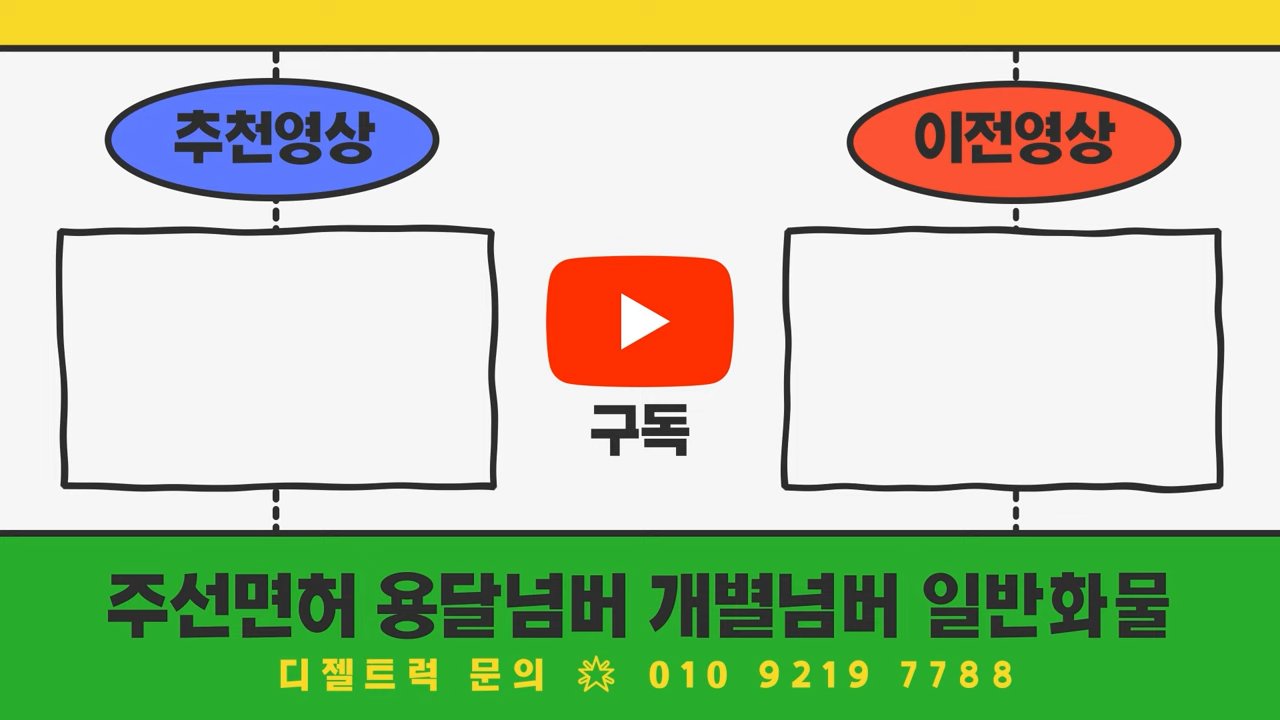 추천영상
이전영상
구독
주선면허 용달넘버 개별넘버 일반화물
디젤트럭 문의 010 9219 7788